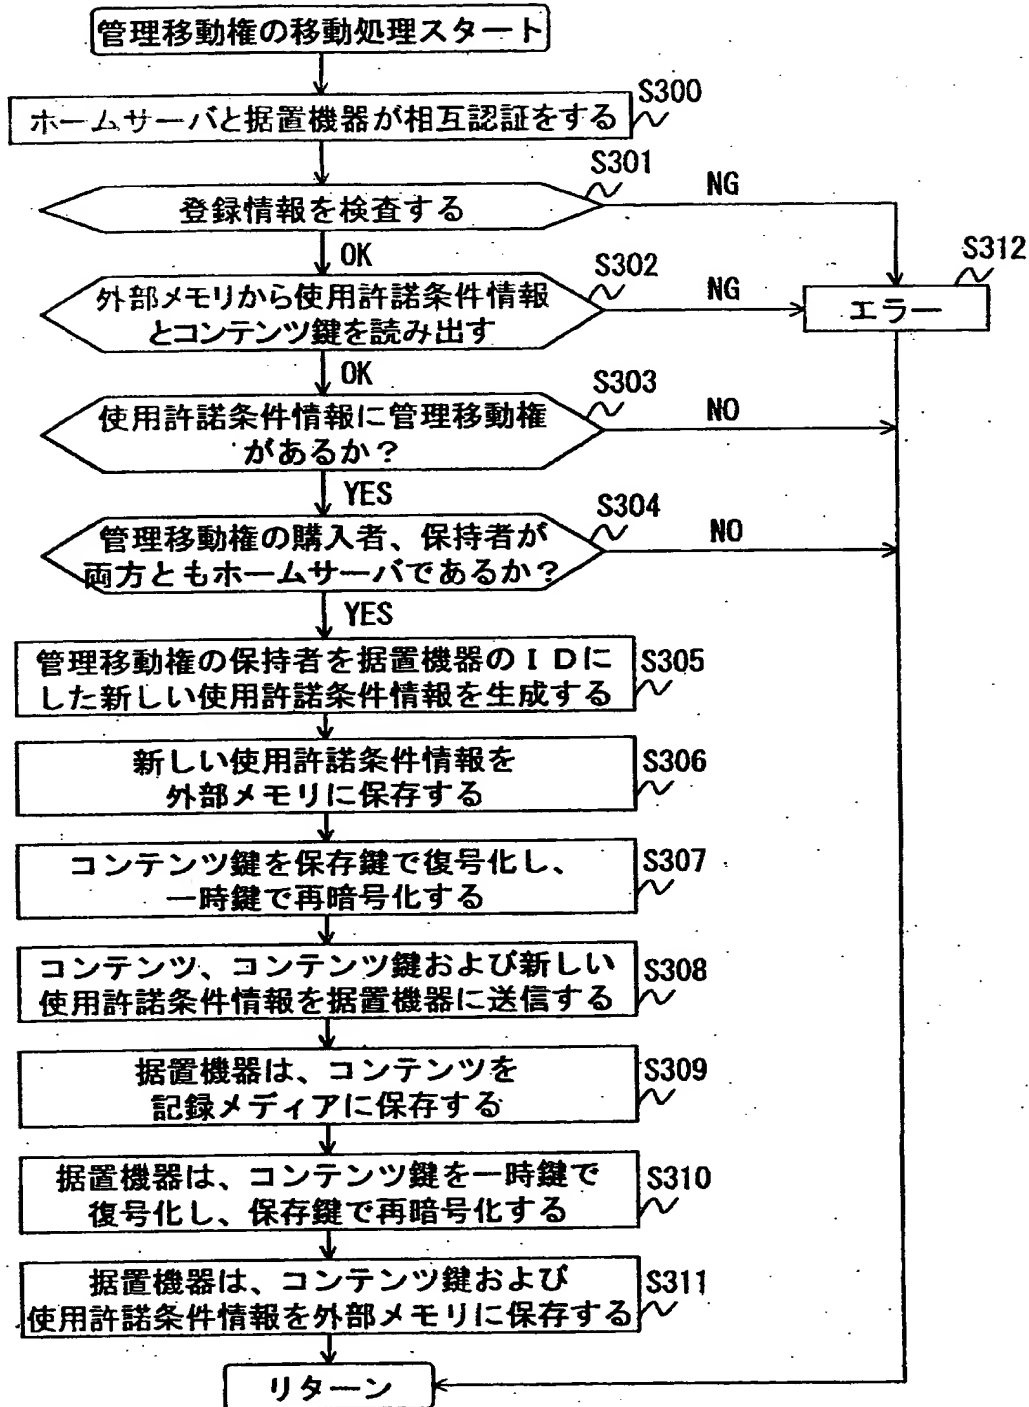 管理移動権の移動処理スタート
S300
ホームサーバと据置機器が相互認証をする
S301
NG
登録情報を検査する
OK
S302
NG
S312
外部メモリから使用許諾条件情報
とコンテンツ鍵を読み出す
エラー
OK
S303
NO
使用許諾条件情報に管理移動権
があるか?
YES
S304
NO
管理移動権の購入者、保持者が
両方ともホームサーバであるか?
YES
管理移動権の保持者を据置機器のIDに
した新しい使用許諾条件情報を生成する
S305
新しい使用許諾条件情報を
外部メモリに保存する
S306
コンテンツ鍵を保存鍵で復号化し、
一時鍵で再暗号化する
S307
コンテンツ、コンテンツ鍵および新しい
使用許諾条件情報を据置機器に送信する
S308
据置機器は、コンテンツを
記録メディアに保存する
S309
据置機器は、コンテンツ鍵を一時鍵で
復号化し、保存鍵で再暗号化する
S310
据置機器は、コンテンツ鍵および
使用許諾条件情報を外部メモリに保存する
S311
リターン